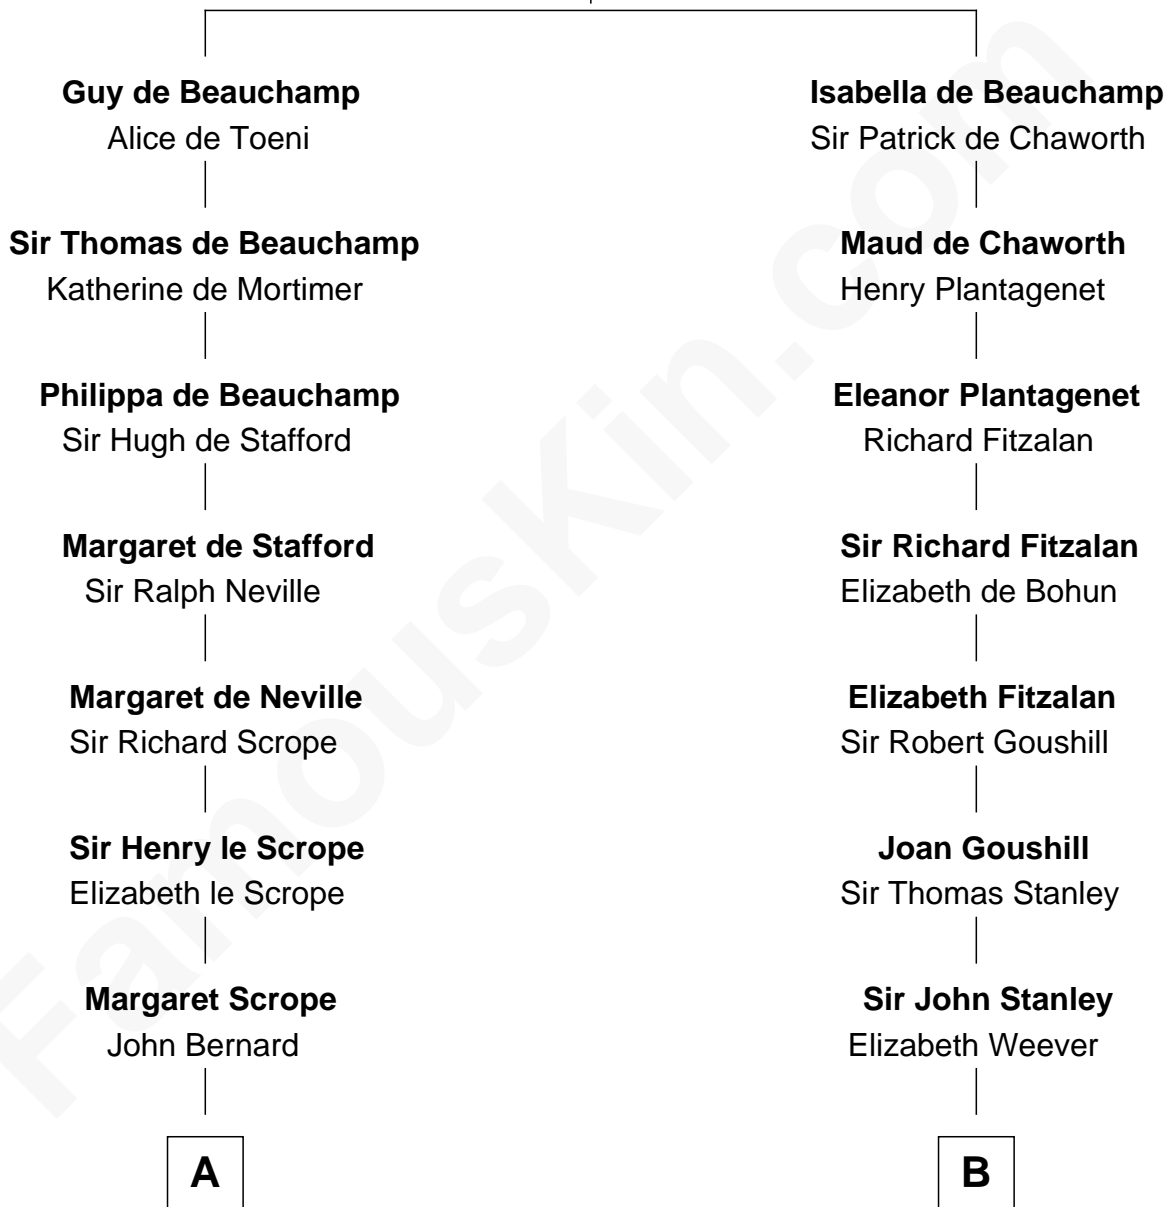 Guy de Beauchamp
Alice de Toeni
Sir Thomas de Beauchamp
Katherine de Mortimer
Philippa de Beauchamp
Sir Hugh de Stafford
Margaret de Stafford
Sir Ralph Neville
Margaret de Neville
Sir Richard Scrope
Sir Henry le Scrope
Elizabeth le Scrope
Margaret Scrope
John Bernard
A
Isabella de Beauchamp
Sir Patrick de Chaworth
Maud de Chaworth
Henry Plantagenet
Eleanor Plantagenet
Richard Fitzalan
Sir Richard Fitzalan
Elizabeth de Bohun
Elizabeth Fitzalan
Sir Robert Goushill
Joan Goushill
Sir Thomas Stanley
Sir John Stanley
Elizabeth Weever
B
FamousKin.com